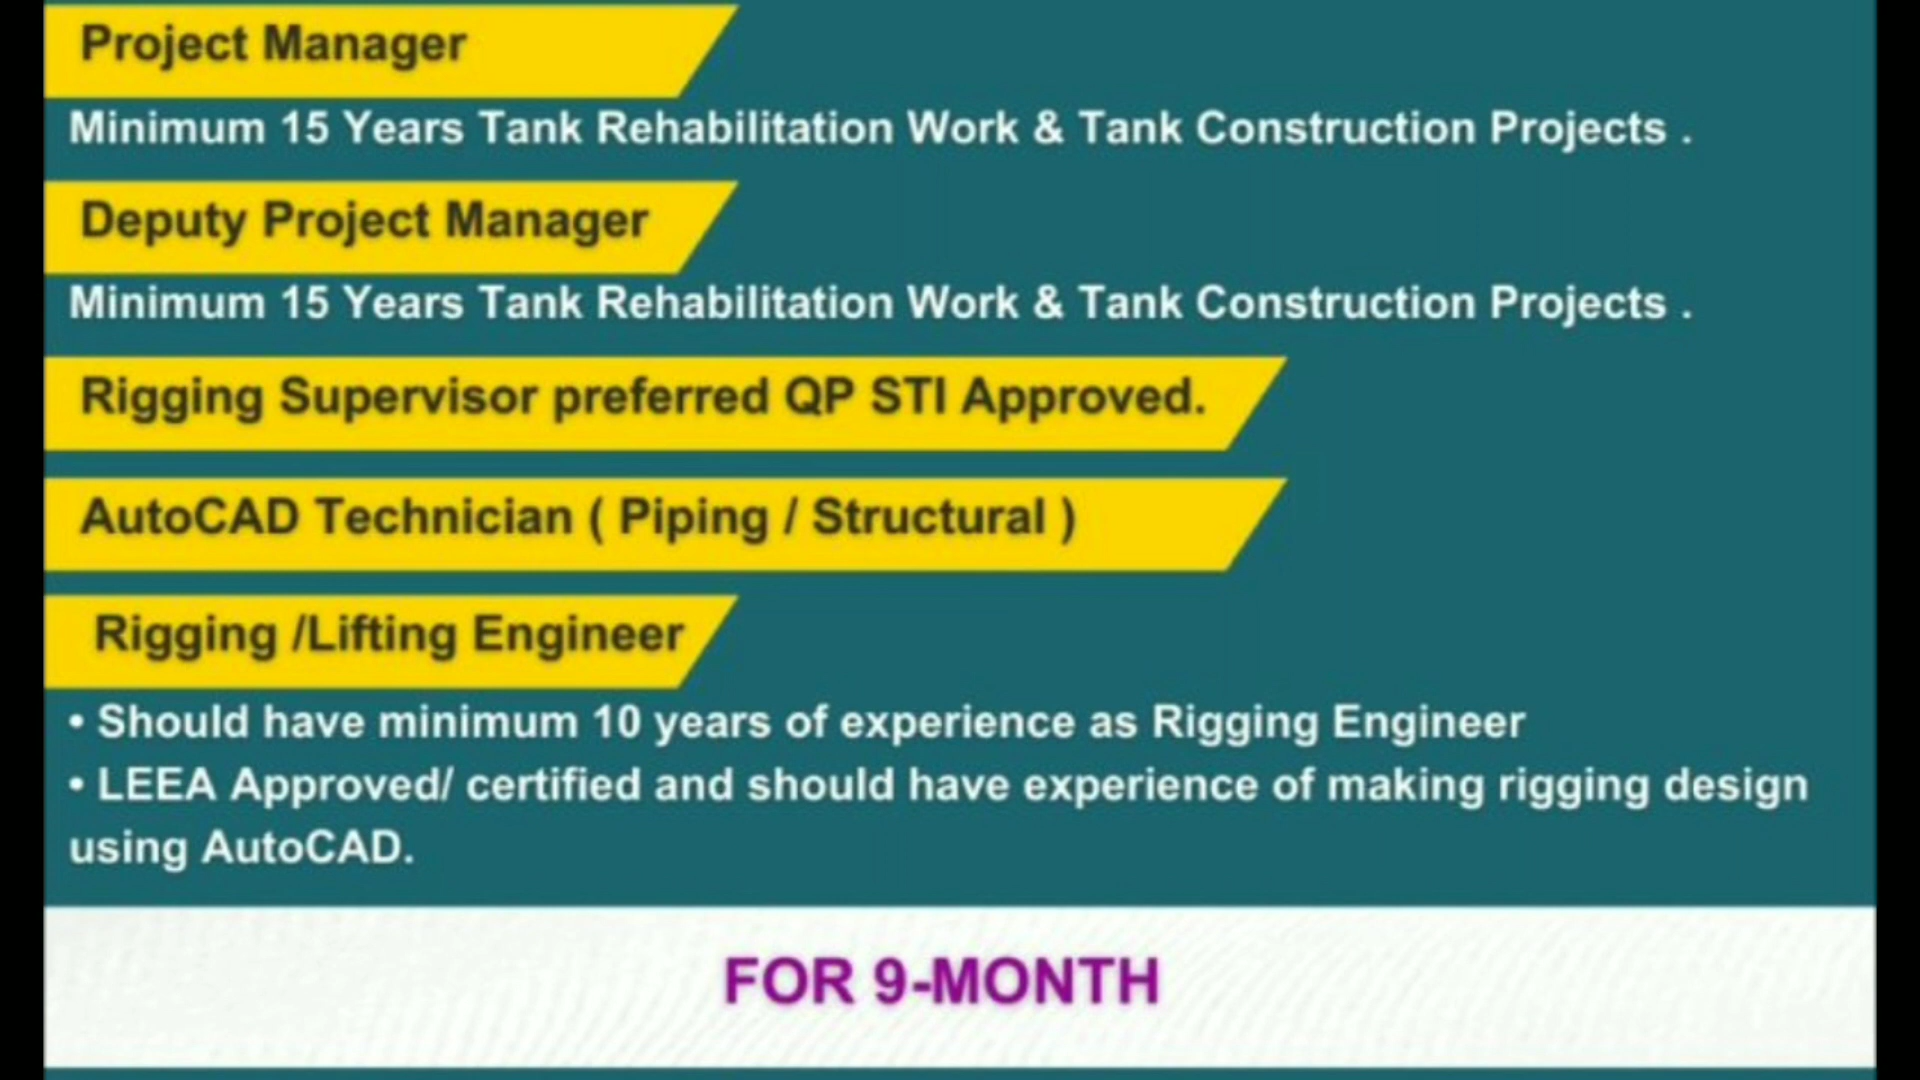 Project Manager
Minimum 15 Years Tank Rehabilitation Work & Tank Construction Projects .
Deputy Project Manager
Minimum 15 Years Tank Rehabilitation Work & Tank Construction Projects .
Rigging Supervisor preferred QP STI Approved.
AutoCAD Technician ( Piping / Structural )
Rigging /Lifting Engineer
• Should have minimum 10 years of experience as Rigging Engineer
• LEEA Approved/ certified and should have experience of making rigging design
using AutoCAD.
FOR 9-MONTH